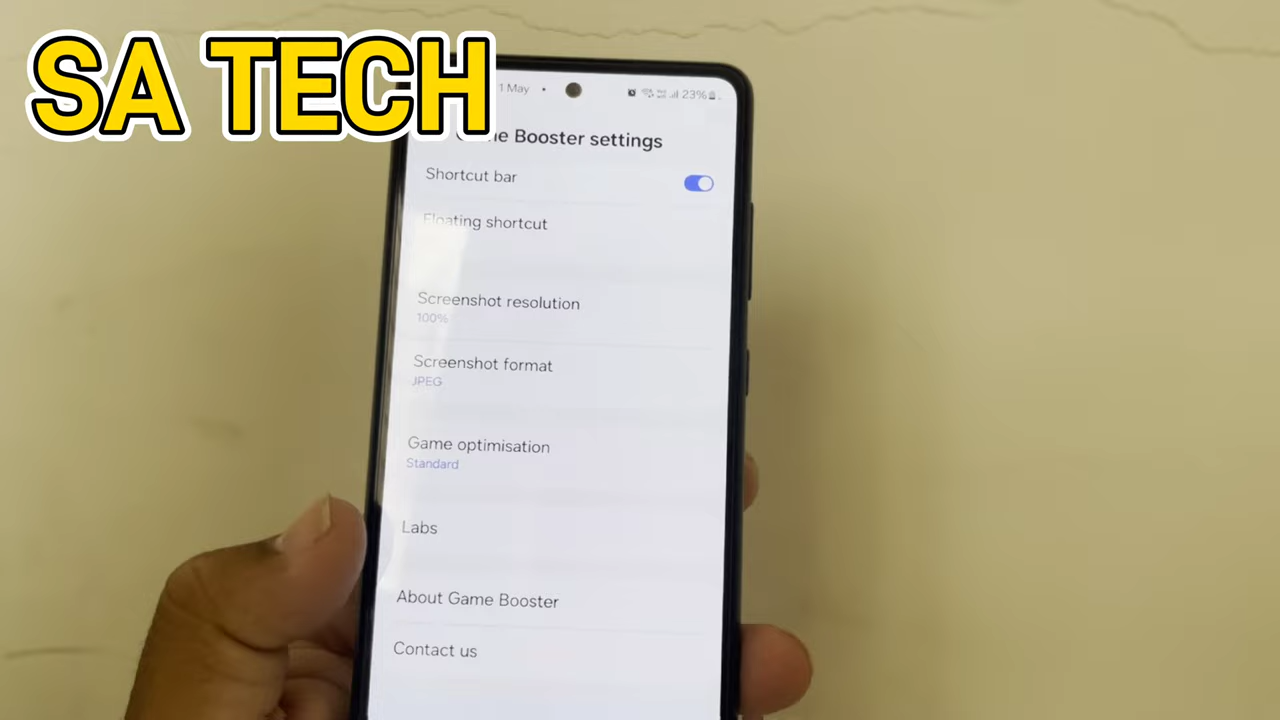 SA TECH
1 May
23%
Booster settings
Shortcut bar
Floating shortcut
Screenshot resolution
100%
Screenshot format
JPEG
Game optimisation
Standard
Labs
About Game Booster
Contact us